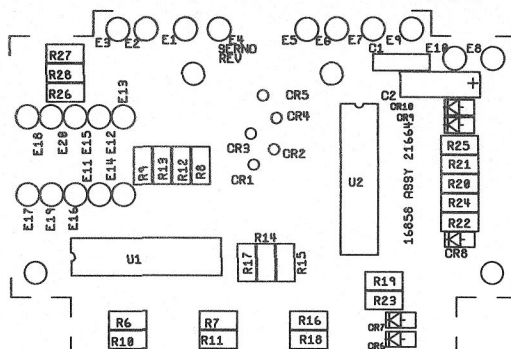 E3 E2 E1 E4 E5 E6 E7 E9
SERNO
REV
C1 E10 E8
R27
R28
R26
E13
CR5
CR4
CR3
CR2
CR1
C2
CR10
CR9
E18 E20 E15 E12
E11 E14
R9 R13 R12 R8
U2
16858 ASSY 21664
R25
R21
R20
R24
R22
CR8
E17 E19 E16
U1
R14
R17 R15
R19
R23
R6 R7 R16 CR7
R10 R11 R18 CR6